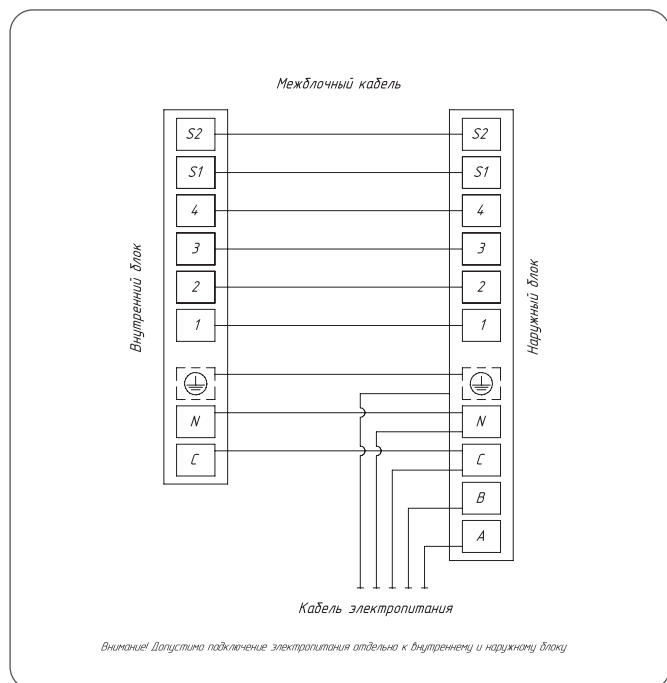 Межблочный кабель
S2 S2
S1 S1
4 4
3 3
2 2
1 1
N N
C C
B
A
Внутренний блок
Наружный блок
Кабель электропитания
Внимание! Допустимо подключение электропитания отдельно к внутреннему и наружному блоку